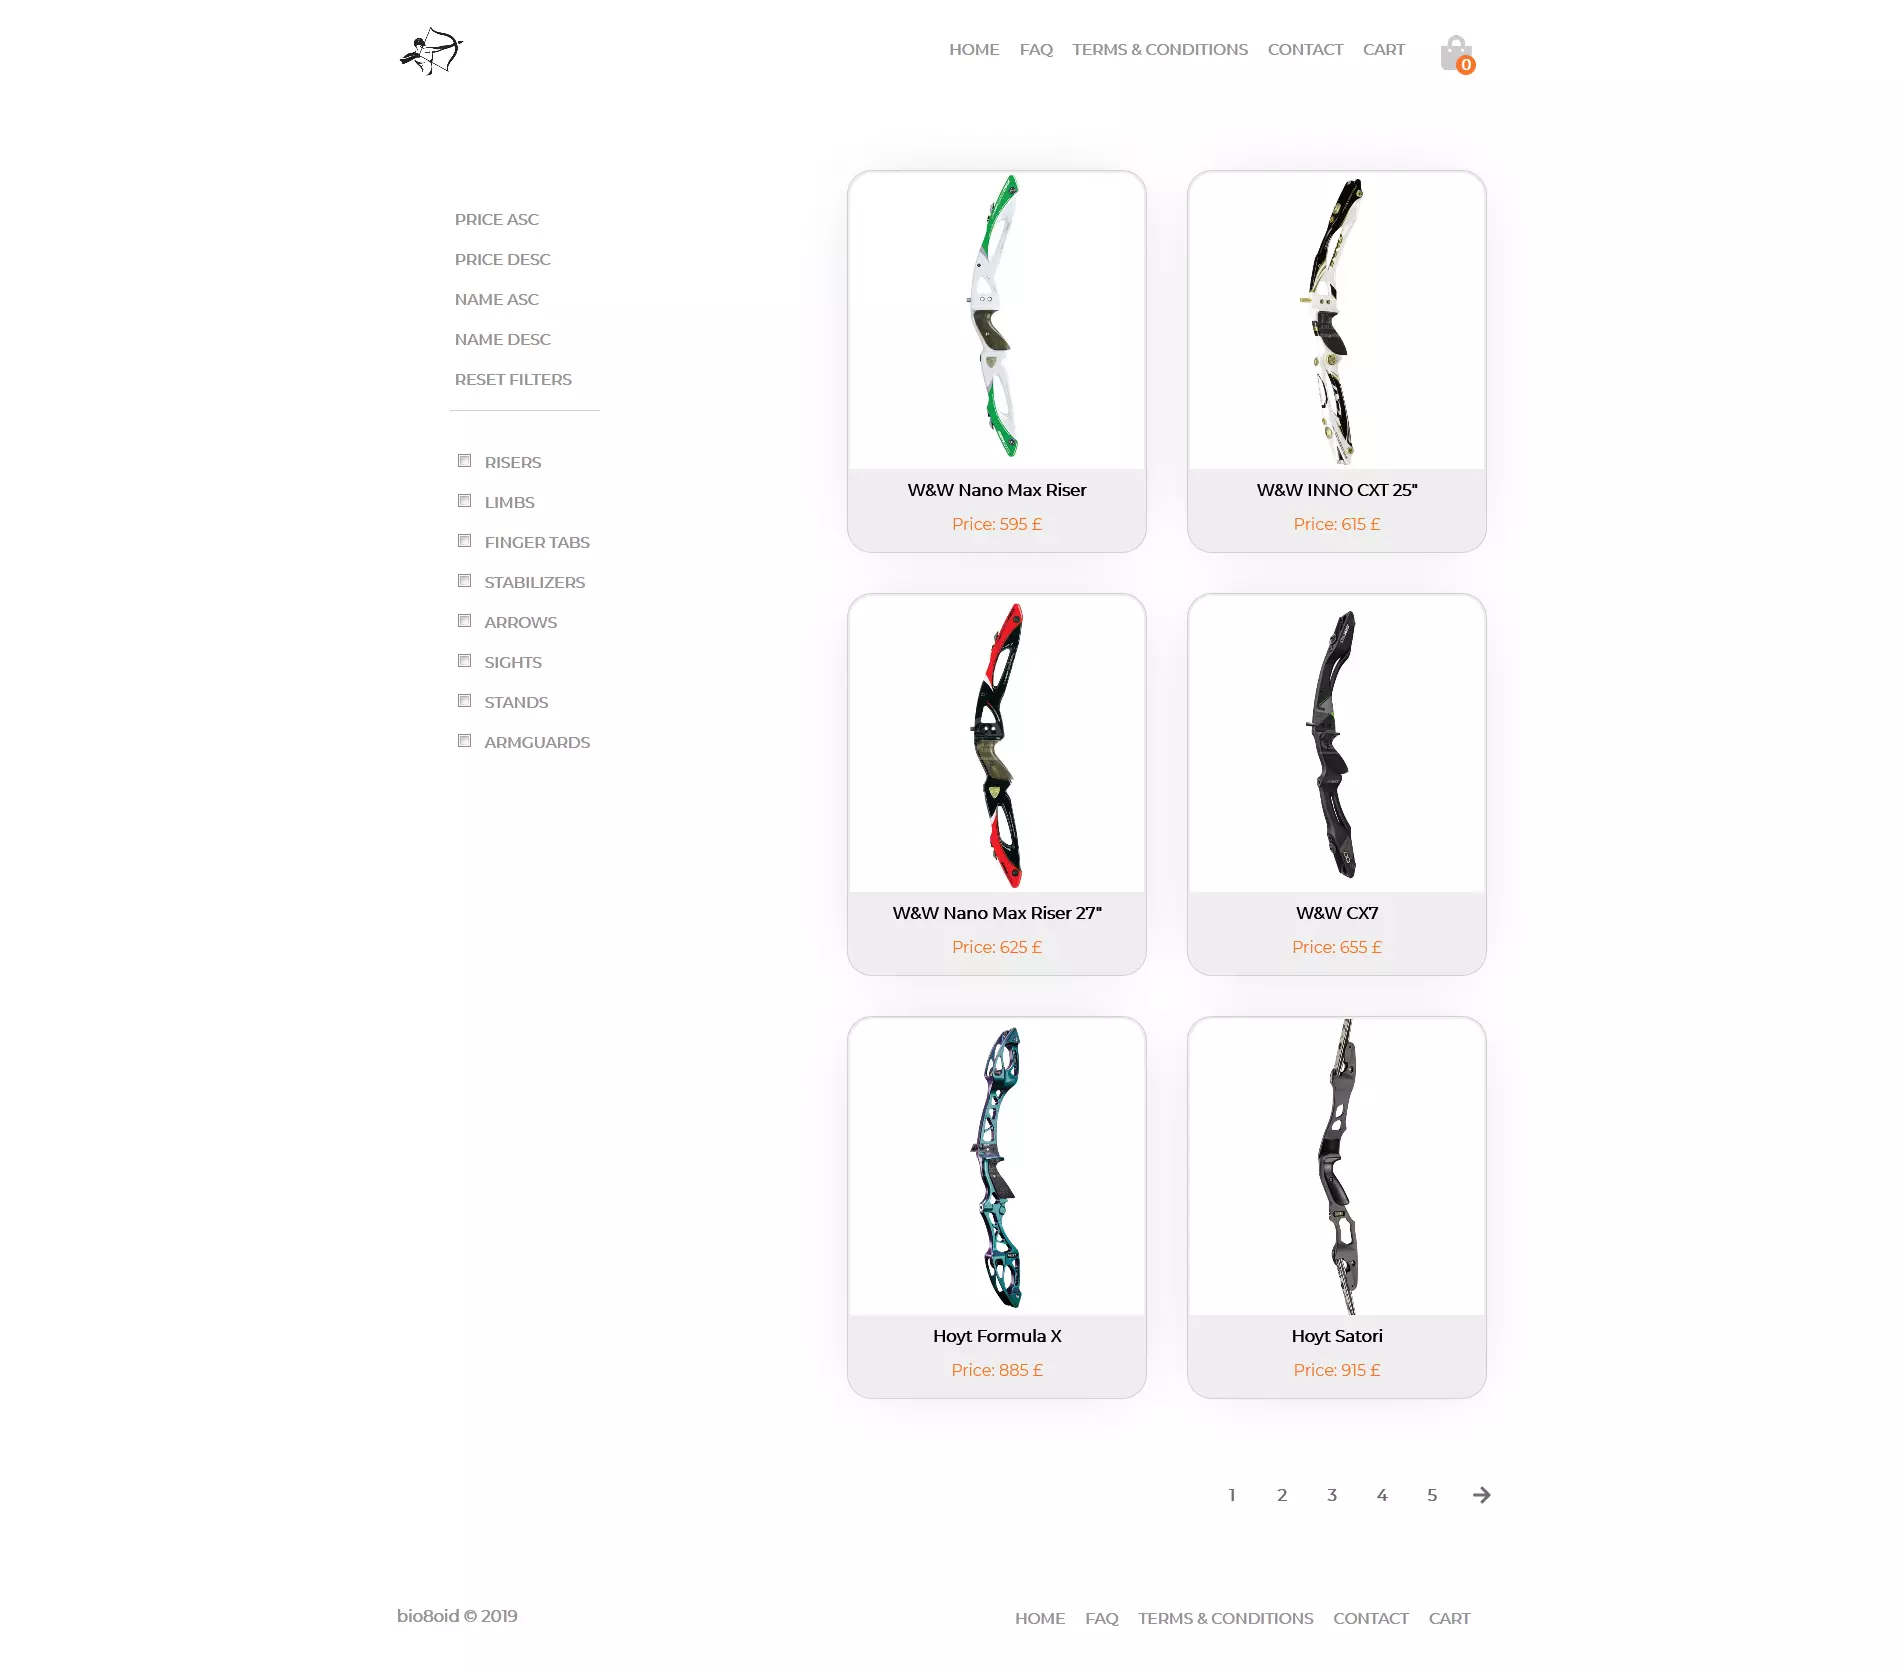 HOME FAQ TERMS & CONDITIONS CONTACT CART
0
PRICE ASC
PRICE DESC
NAME ASC
NAME DESC
RESET FILTERS
RISERS
LIMBS
FINGER TABS
STABILIZERS
ARROWS
SIGHTS
STANDS
ARMGUARDS
W&W Nano Max Riser
Price: 595 £
W&W INNO CXT 25"
Price: 615 £
W&W Nano Max Riser 27"
Price: 625 £
W&W CX7
Price: 655 £
Hoyt Formula X
Price: 885 £
Hoyt Satori
Price: 915 £
1 2 3 4 5
bio8oid © 2019
HOME FAQ TERMS & CONDITIONS CONTACT CART